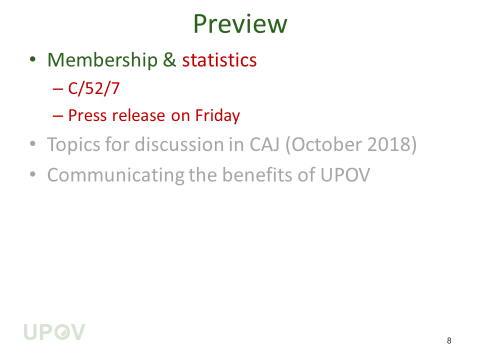 Preview
• Membership & statistics
– C/52/7
– Press release on Friday
• Topics for discussion in CAJ (October 2018)
• Communicating the benefits of UPOV
UPOV
8